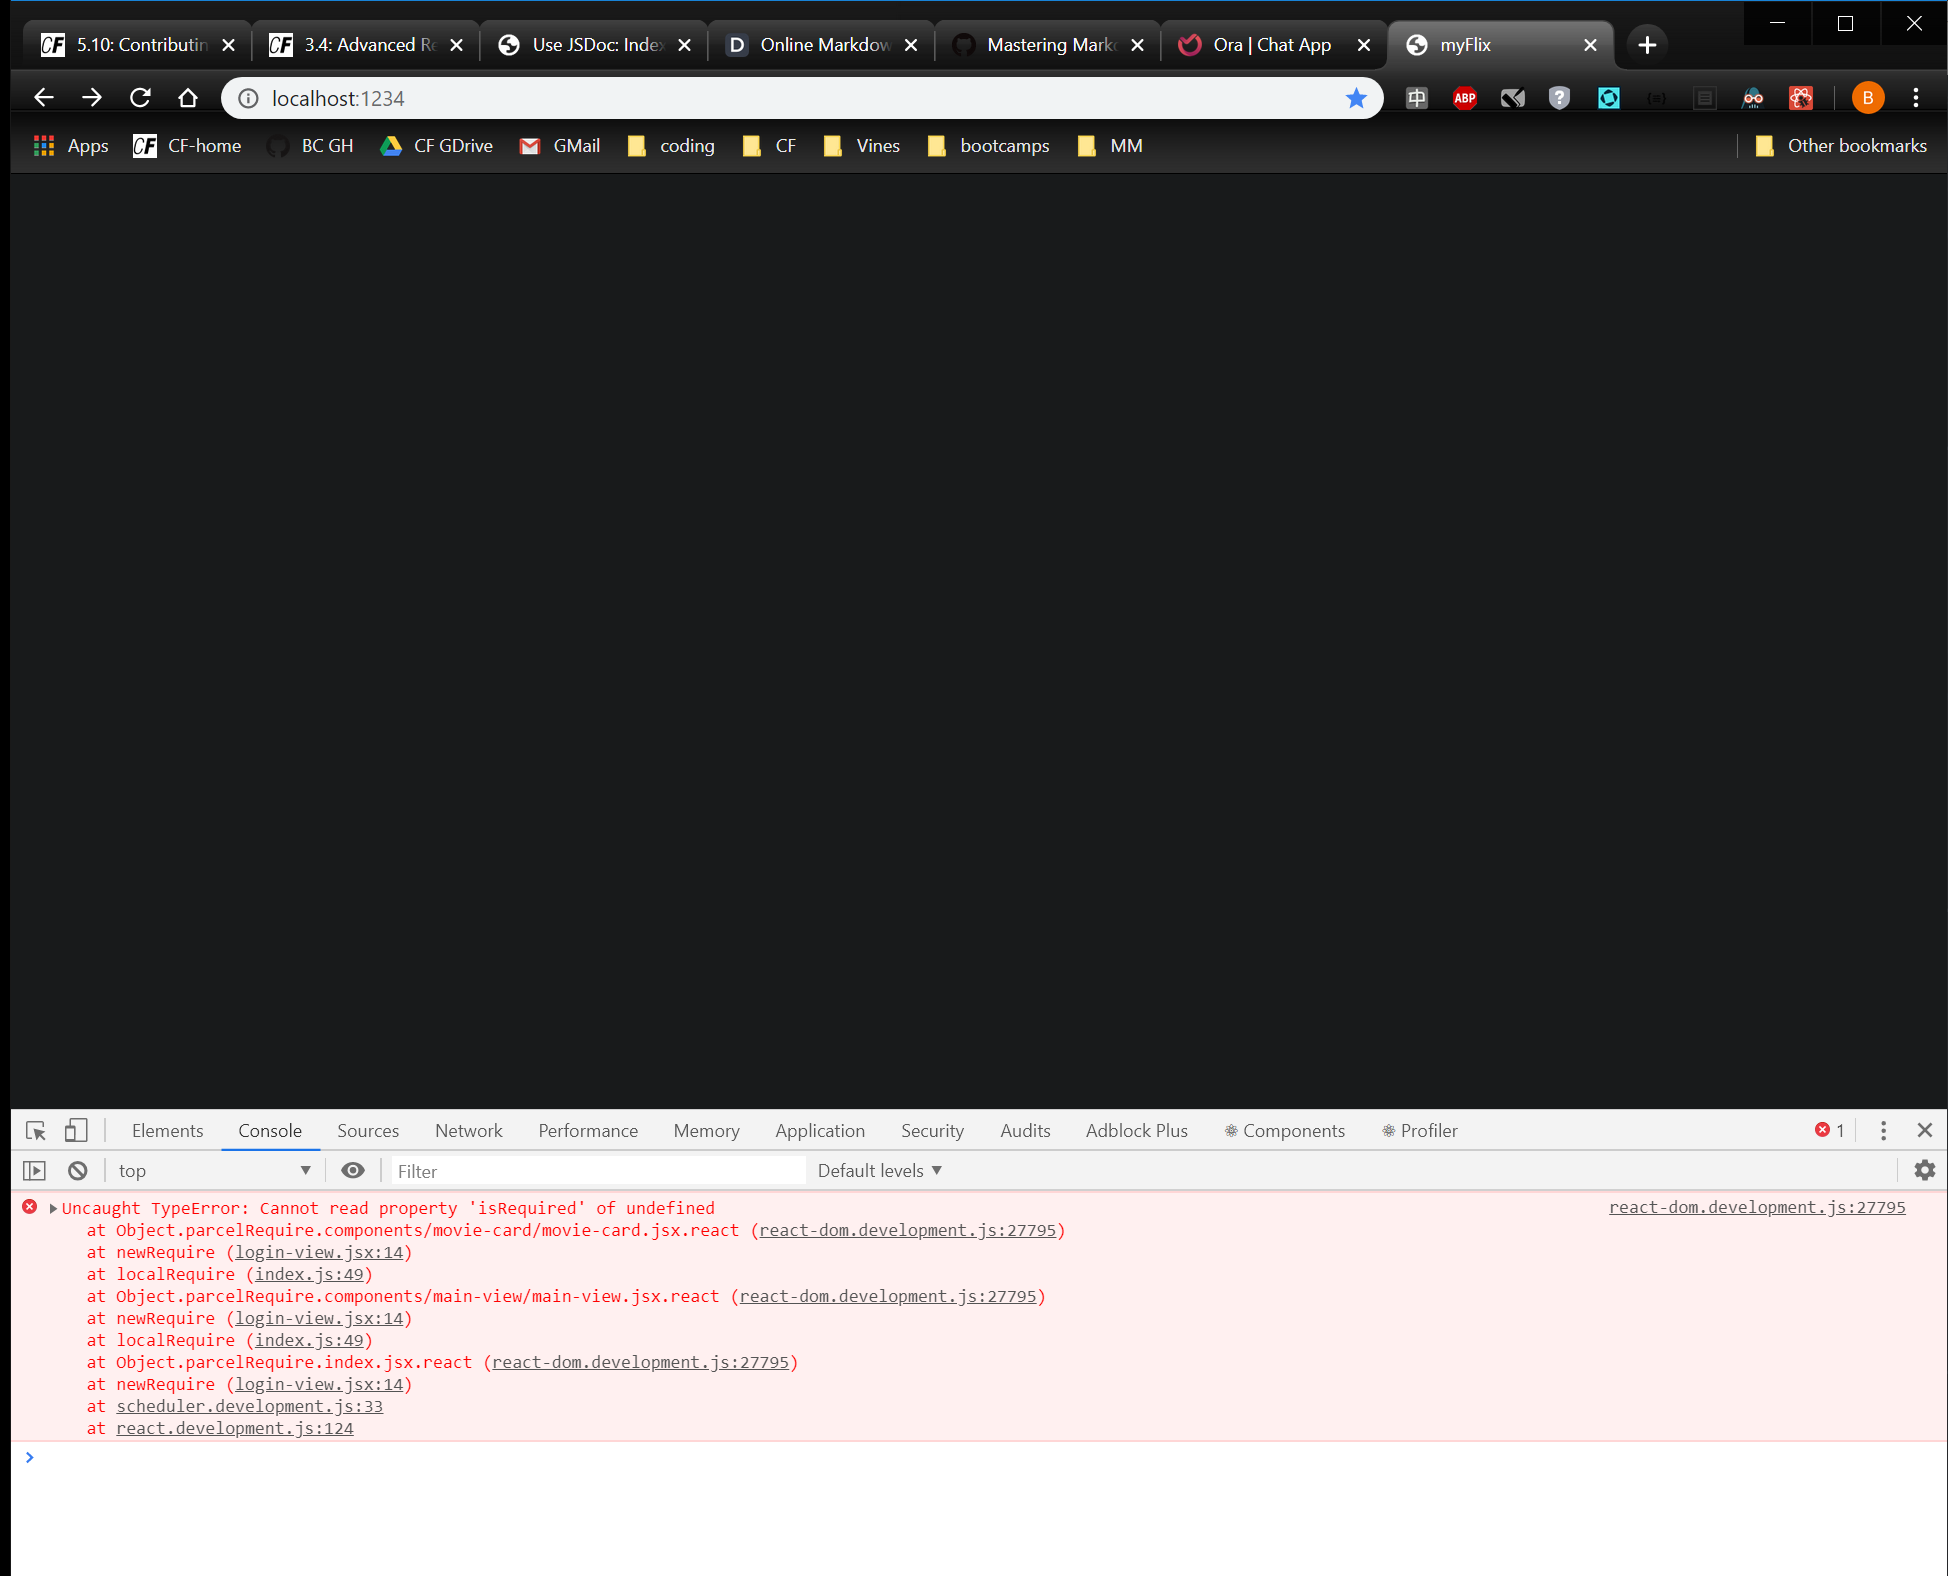 CF 5.10: Contributin
CF 3.4: Advanced Re
Use JSDoc: Index
D Online Markdow
Mastering Markd
Ora | Chat App
myFlix
localhost:1234
中 ABP ? B
Apps CF CF-home BC GH CF GDrive GMail coding CF Vines bootcamps MM Other bookmarks
Elements Console Sources Network Performance Memory Application Security Audits Adblock Plus Components Profiler 1
top Filter Default levels
Uncaught TypeError: Cannot read property 'isRequired' of undefined react-dom.development.js:27795
at Object.parcelRequire.components/movie-card/movie-card.jsx.react (react-dom.development.js:27795)
at newRequire (login-view.jsx:14)
at localRequire (index.js:49)
at Object.parcelRequire.components/main-view/main-view.jsx.react (react-dom.development.js:27795)
at newRequire (login-view.jsx:14)
at localRequire (index.js:49)
at Object.parcelRequire.index.jsx.react (react-dom.development.js:27795)
at newRequire (login-view.jsx:14)
at scheduler.development.js:33
at react.development.js:124